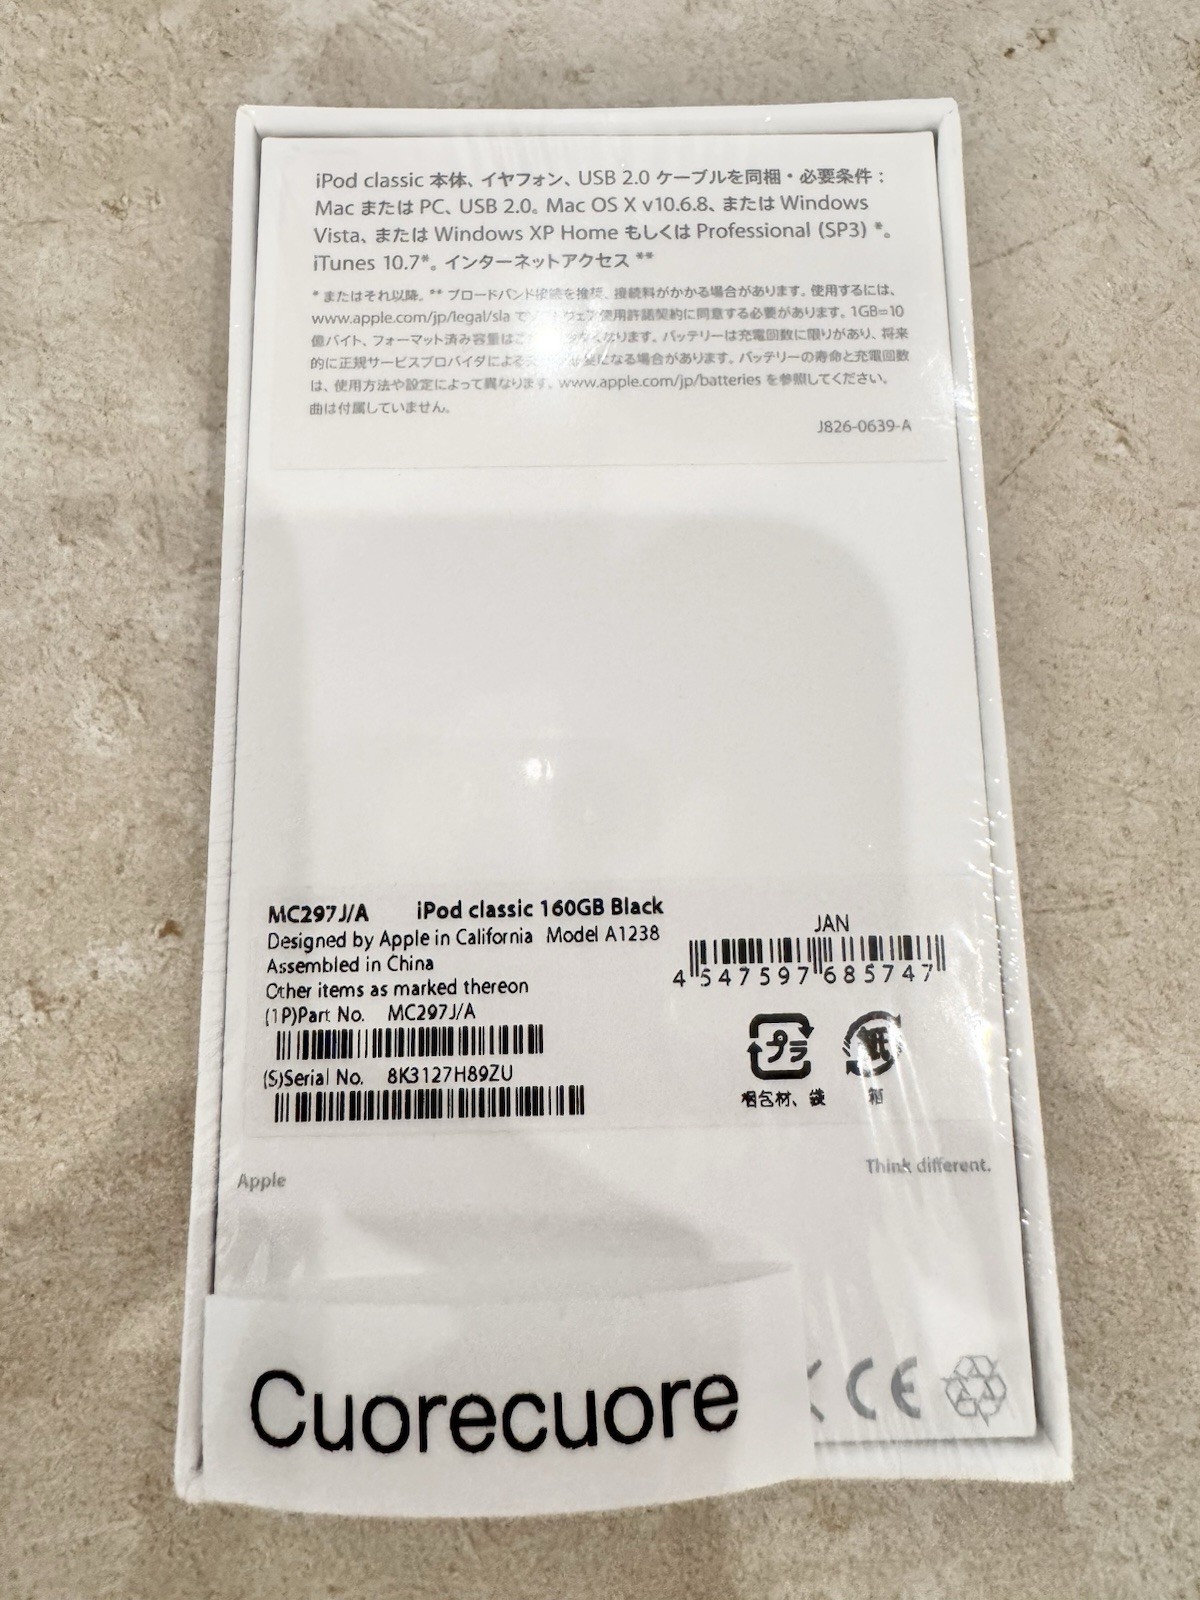 iPod classic 本体、イヤフォン、USB 2.0 ケーブルを同梱・必要条件：
Mac または PC、USB 2.0。Mac OS X v10.6.8、または Windows
Vista、または Windows XP Home もしくは Professional (SP3) *。
iTunes 10.7*。インターネットアクセス **
* またはそれ以降。** ブロードバンド接続を推奨、接続料がかかる場合があります。使用するには、
www.apple.com/jp/legal/sla でソフトウェア使用許諾契約に同意する必要があります。1GB=10
億バイト、フォーマット済み容量はこ なります。バッテリーは充電回数に限りがあり、将来
的に正規サービスプロバイダによる になる場合があります。バッテリーの寿命と充電回数
は、使用方法や設定によって異なります。www.apple.com/jp/batteries を参照してください。
曲は付属していません。
J826-0639-A
MC297J/A iPod classic 160GB Black
Designed by Apple in California Model A1238
Assembled in China
Other items as marked thereon
(1P)Part No. MC297J/A
(S)Serial No. 8K3127H89ZU
JAN
4547597685747
プラ 紙
梱包材、袋 箱
Apple
Think different.
Cuorecuore
CE